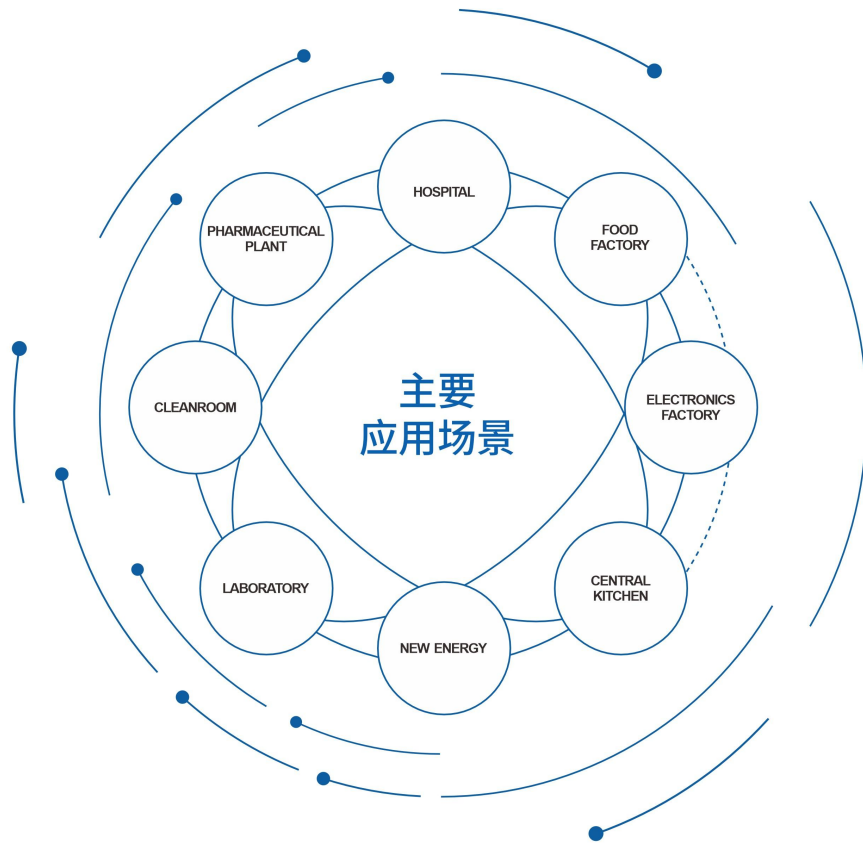 HOSPITAL
FOOD
FACTORY
ELECTRONICS
FACTORY
CENTRAL
KITCHEN
NEW ENERGY
LABORATORY
CLEANROOM
PHARMACEUTICAL
PLANT
主要
应用场景